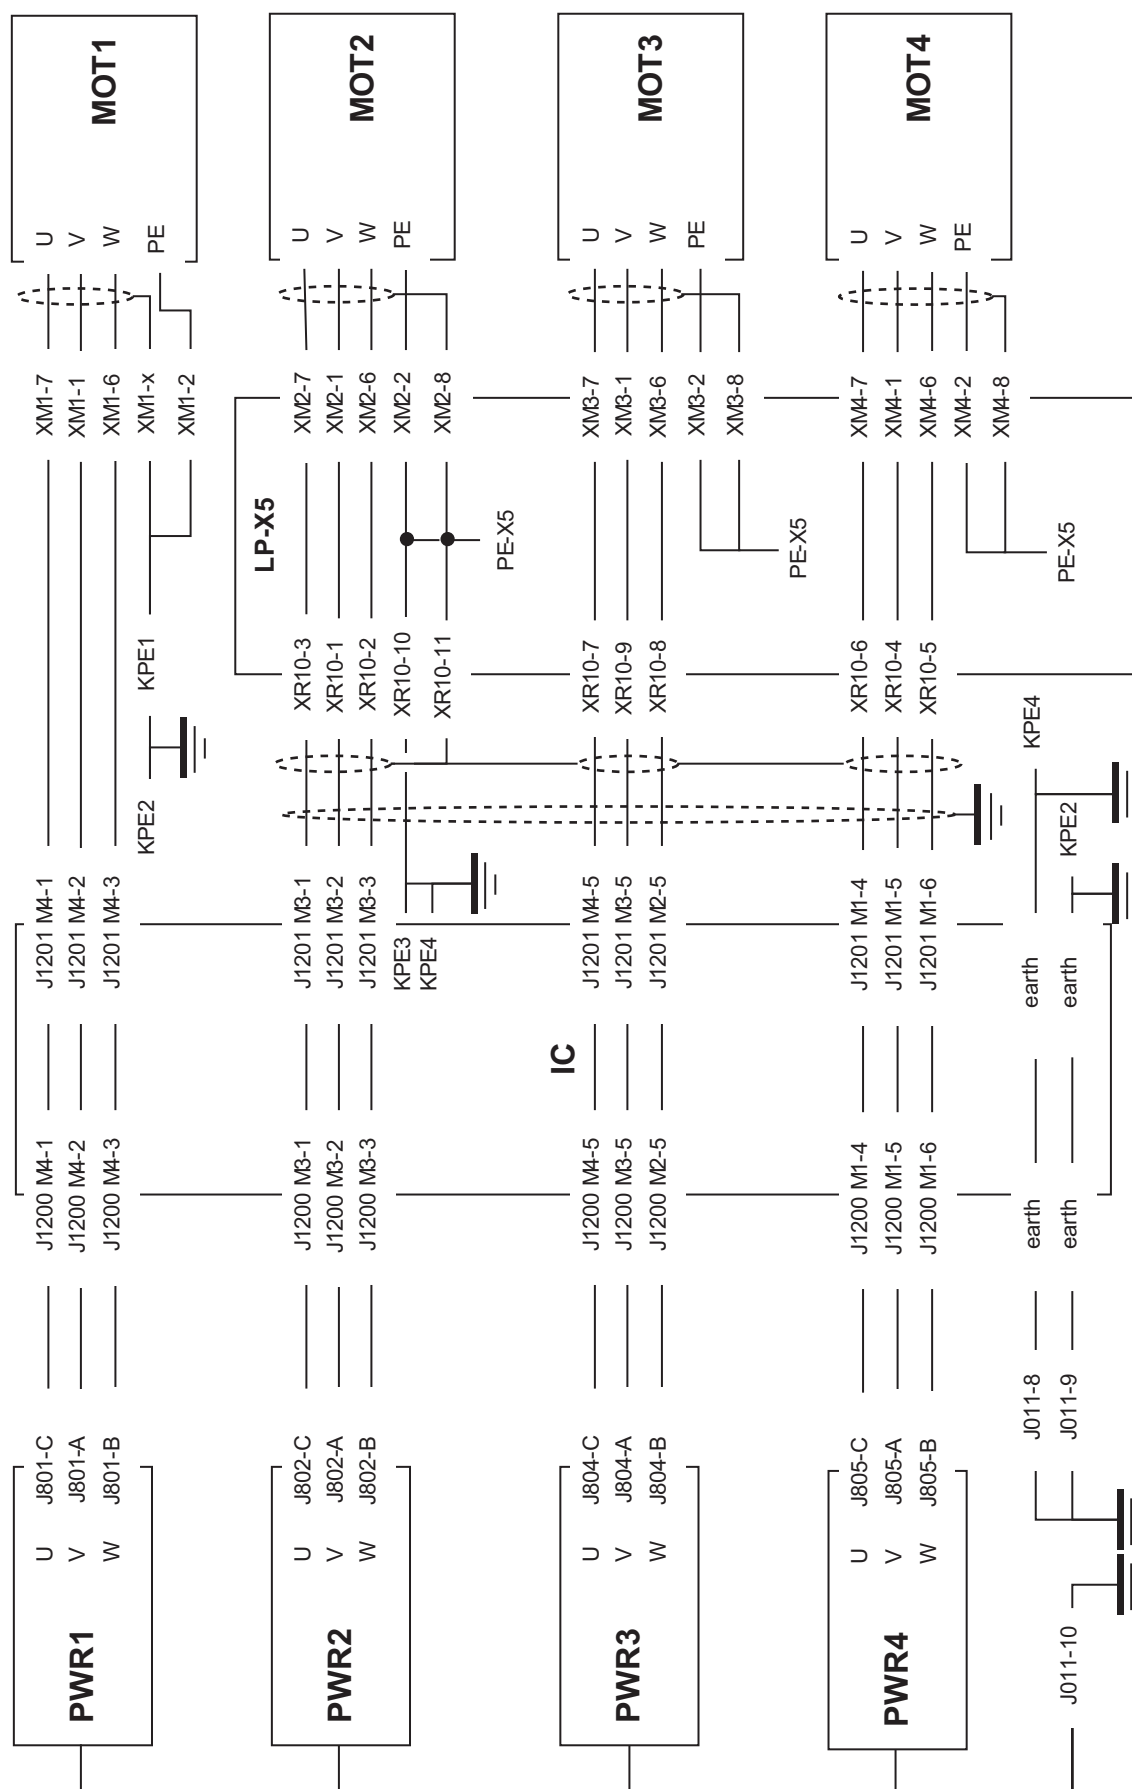 MOT1
U
V
W
PE
XM1-7
XM1-1
XM1-6
XM1-x
XM1-2
KPE1
KPE2
J1201 M4-1
J1201 M4-2
J1201 M4-3
J1200 M4-1
J1200 M4-2
J1200 M4-3
J801-C
J801-A
J801-B
U
V
W
PWR1
MOT2
U
V
W
PE
XM2-7
XM2-1
XM2-6
XM2-2
XM2-8
LP-X5
PE-X5
XR10-3
XR10-1
XR10-2
XR10-10
XR10-11
J1201 M3-1
J1201 M3-2
J1201 M3-3
KPE3
KPE4
J1200 M3-1
J1200 M3-2
J1200 M3-3
J802-C
J802-A
J802-B
U
V
W
PWR2
MOT3
U
V
W
PE
XM3-7
XM3-1
XM3-6
XM3-2
XM3-8
PE-X5
XR10-7
XR10-9
XR10-8
J1201 M4-5
J1201 M3-5
J1201 M2-5
IC
J1200 M4-5
J1200 M3-5
J1200 M2-5
J804-C
J804-A
J804-B
U
V
W
PWR3
MOT4
U
V
W
PE
XM4-7
XM4-1
XM4-6
XM4-2
XM4-8
PE-X5
XR10-6
XR10-4
XR10-5
KPE4
KPE2
J1201 M1-4
J1201 M1-5
J1201 M1-6
earth
earth
J1200 M1-4
J1200 M1-5
J1200 M1-6
earth
earth
J805-C
J805-A
J805-B
J011-8
J011-9
U
V
W
PWR4
J011-10